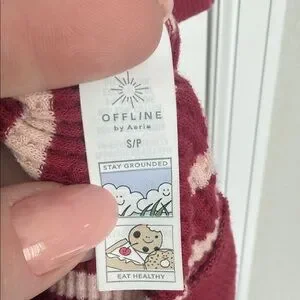 OFFLINE
by Aerie
S/P
STAY GROUNDED
EAT HEALTHY